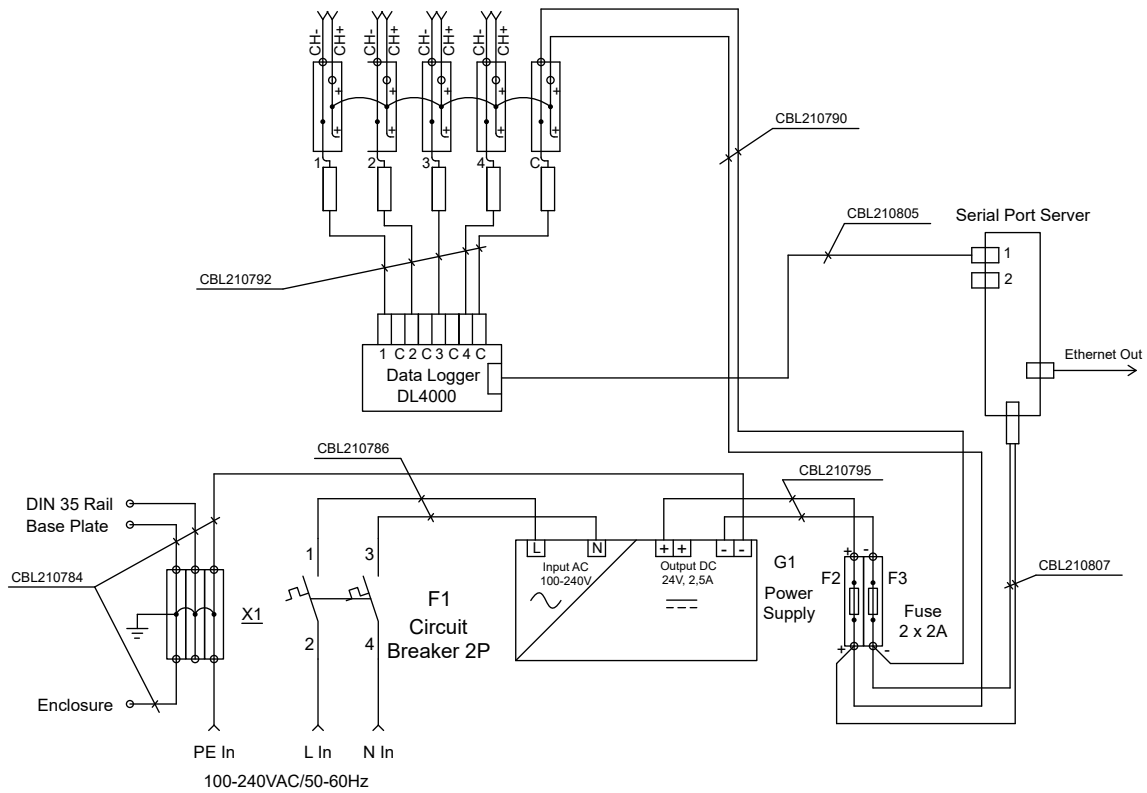 CH- CH+ CH- CH+ CH- CH+ CH- CH+
+ + + + +
+ + + + +
1 2 3 4 C
CBL210790
CBL210805
Serial Port Server
1
2
CBL210792
1 C 2 C 3 C 4 C
Data Logger
DL4000
Ethernet Out
CBL210786
CBL210795
DIN 35 Rail
Base Plate
CBL210784
X1
1 3
2 4
F1
Circuit
Breaker 2P
L N
Input AC
100-240V
+ + - -
Output DC
24V, 2,5A
G1
Power
Supply
+ -
F2 F3
Fuse
2 x 2A
+ -
CBL210807
Enclosure
PE In L In N In
100-240VAC/50-60Hz